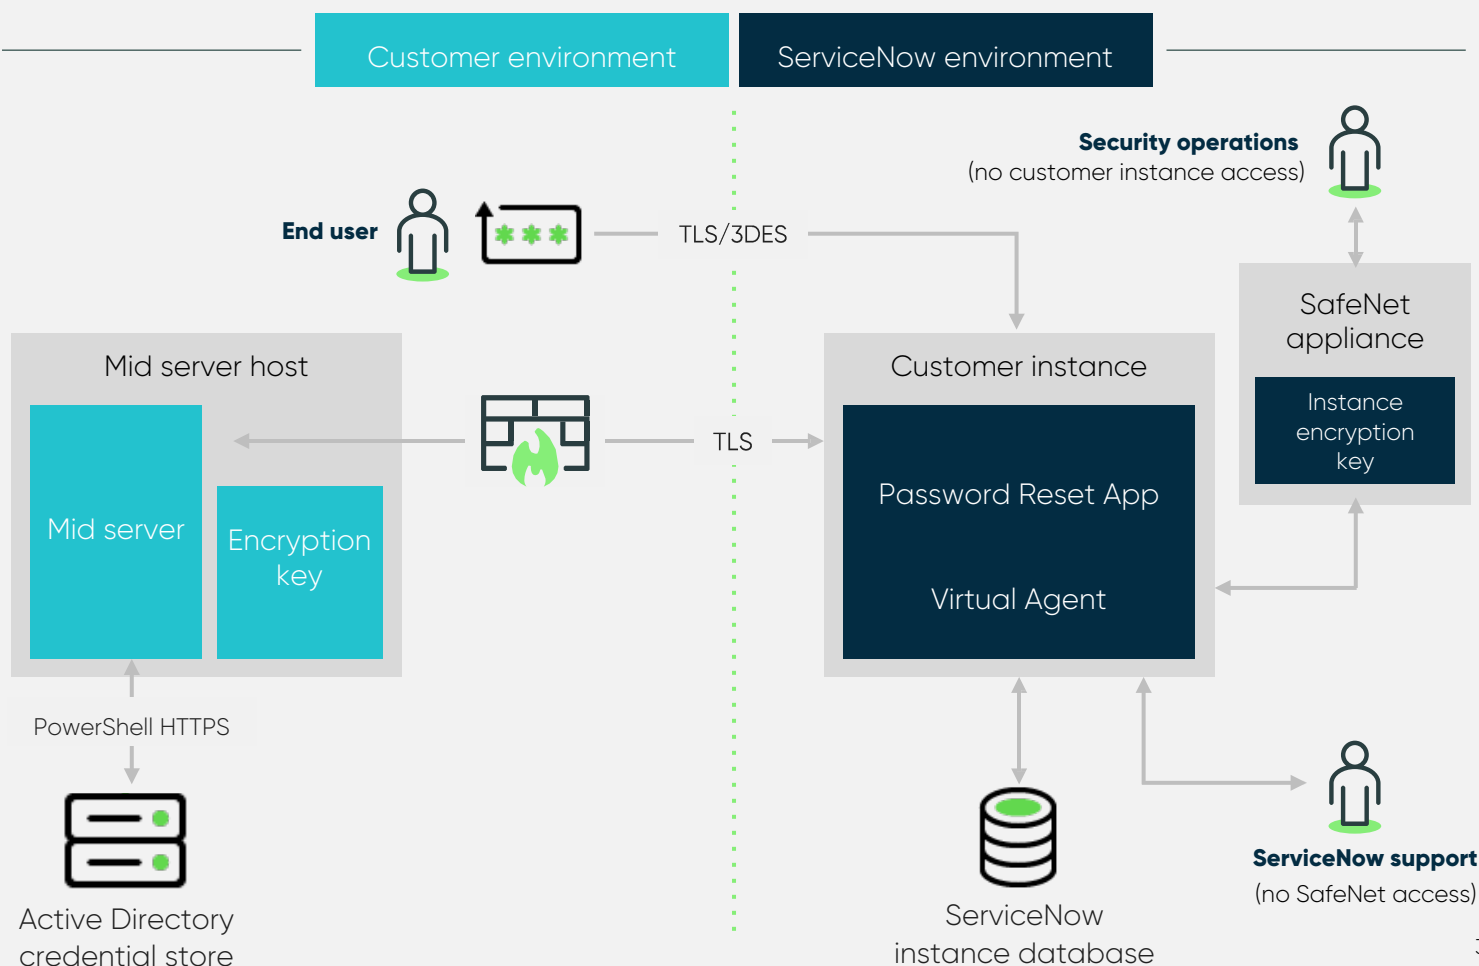 Customer environment
ServiceNow environment
Security operations
(no customer instance access)
End user
***
TLS/3DES
SafeNet
appliance
Instance
encryption
key
Mid server host
Mid server
Encryption
key
TLS
Customer instance
Password Reset App
Virtual Agent
PowerShell HTTPS
Active Directory
credential store
ServiceNow
instance database
ServiceNow support
(no SafeNet access)